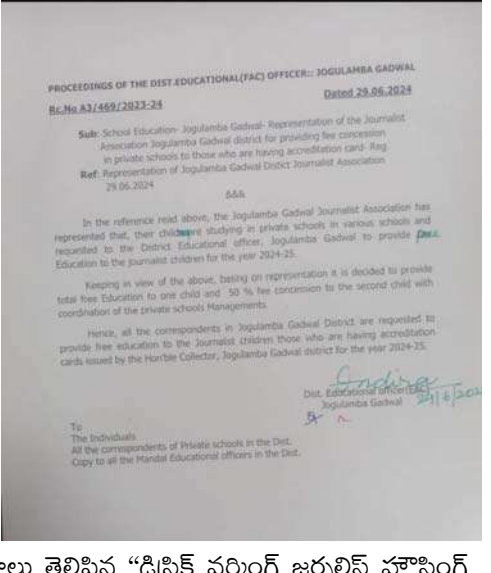 PROCEEDINGS OF THE DIST.EDUCATIONAL(FAC) OFFICER:: JOGULAMBA GADWAL
Rc.No A3/469/2023-24 Dated 29.06.2024
Sub: School Education- Jogulamba Gadwal- Representation of the Journalist
Association Jogulamba Gadwal district for providing fee concession
in private schools to those who are having accreditation card- Reg.
Ref: Representation of Jogulamba Gadwal Distict Journalist Association
29.06.2024
&&&
In the reference read above, the Jogulamba Gadwal Journalist Association has
represented that, their studying in private schools in various schools and
requested to the District Educational officer, Jogulamba Gadwal to provide
Education to the journalist children for the year 2024-25.
Keeping in view of the above, basing on representation it is decided to provide
total free Education to one child and 50 % fee concession to the second child with
coordination of the private schools Managements.
Hence, all the correspondents in Jogulamba Gadwal District are requested to
provide free education to the Journalist children those who are having accreditation
cards issued by the Hon'ble Collector, Jogulamba Gadwal district for the year 2024-25.
Dist. Educational officer(FAC)
Jogulamba Gadwal
To
The Individuals
All the correspondents of Private schools in the Dist.
Copy to all the Mandal Educational officers in the Dist.
తెలిపిన “డిస్ట్రిక్ట్ వర్కింగ్ జర్నలిస్ట్ హౌసింగ్